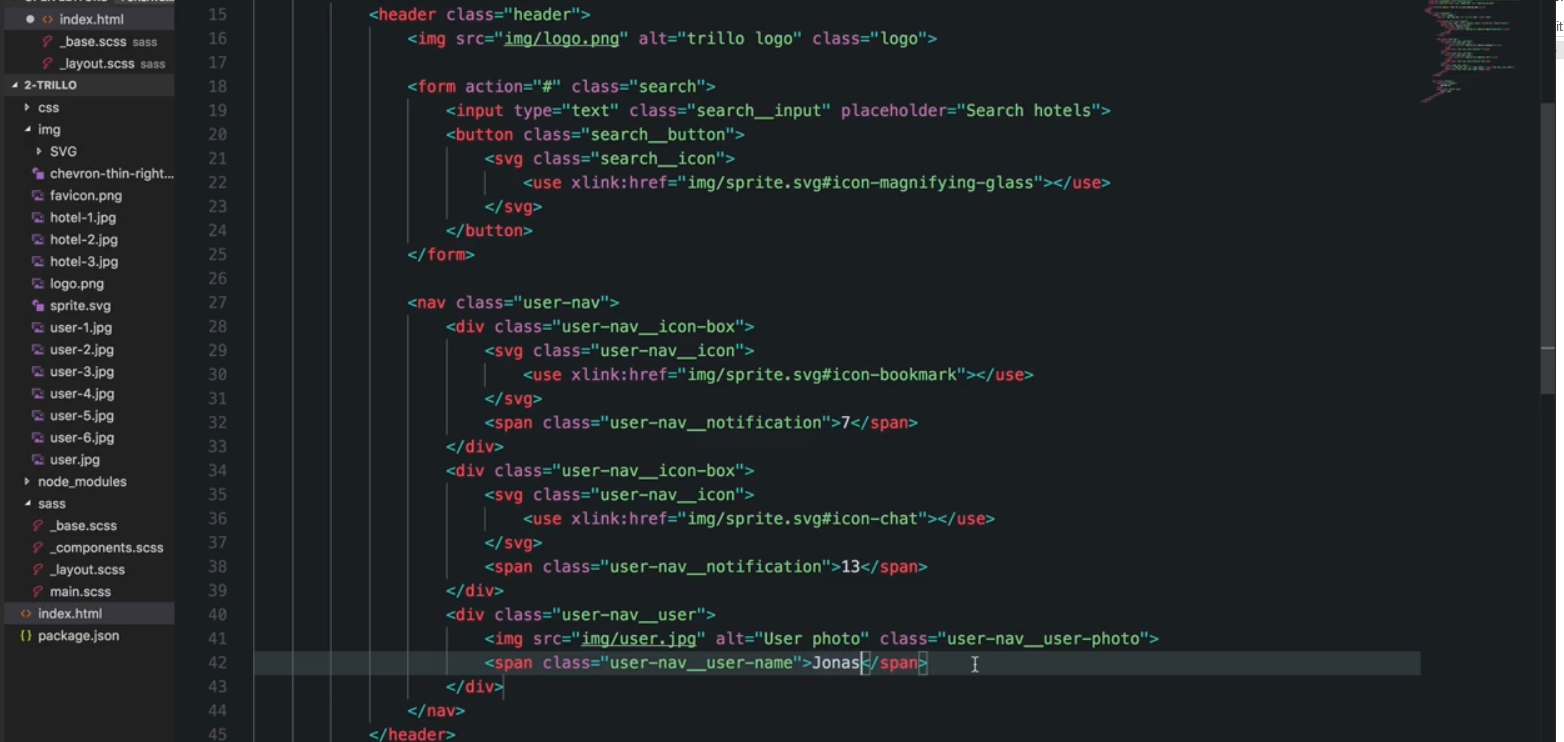 index.html
_base.scss sass
_layout.scss sass
2-TRILLO
css
img
SVG
chevron-thin-right...
favicon.png
hotel-1.jpg
hotel-2.jpg
hotel-3.jpg
logo.png
sprite.svg
user-1.jpg
user-2.jpg
user-3.jpg
user-4.jpg
user-5.jpg
user-6.jpg
user.jpg
node_modules
sass
_base.scss
_components.scss
_layout.scss
main.scss
index.html
{} package.json
15 <header class="header">
16 <img src="img/logo.png" alt="trillo logo" class="logo">
17
18 <form action="#" class="search">
19 <input type="text" class="search__input" placeholder="Search hotels">
20 <button class="search__button">
21 <svg class="search__icon">
22 <use xlink:href="img/sprite.svg#icon-magnifying-glass"></use>
23 </svg>
24 </button>
25 </form>
26
27 <nav class="user-nav">
28 <div class="user-nav__icon-box">
29 <svg class="user-nav__icon">
30 <use xlink:href="img/sprite.svg#icon-bookmark"></use>
31 </svg>
32 <span class="user-nav__notification">7</span>
33 </div>
34 <div class="user-nav__icon-box">
35 <svg class="user-nav__icon">
36 <use xlink:href="img/sprite.svg#icon-chat"></use>
37 </svg>
38 <span class="user-nav__notification">13</span>
39 </div>
40 <div class="user-nav__user">
41 <img src="img/user.jpg" alt="User photo" class="user-nav__user-photo">
42 <span class="user-nav__user-name">Jonas</span>
43 </div>
44 </nav>
45 </header>